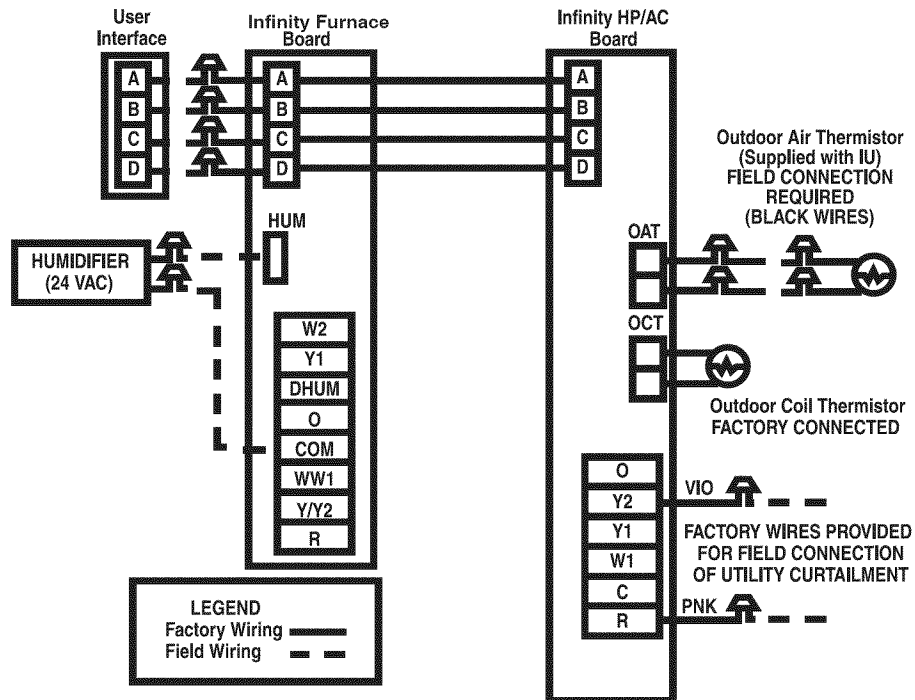 User
Interface
A
B
C
D
Infinity Furnace
Board
A
B
C
D
Infinity HP/AC
Board
A
B
C
D
HUM
HUMIDIFIER
(24 VAC)
W2
Y1
DHUM
O
COM
WW1
Y/Y2
R
Outdoor Air Thermistor
(Supplied with IU)
FIELD CONNECTION
REQUIRED
(BLACK WIRES)
OAT
OCT
Outdoor Coil Thermistor
FACTORY CONNECTED
O
Y2
Y1
W1
C
R
VIO
FACTORY WIRES PROVIDED
FOR FIELD CONNECTION
OF UTILITY CURTAILMENT
PNK
LEGEND
Factory Wiring
Field Wiring